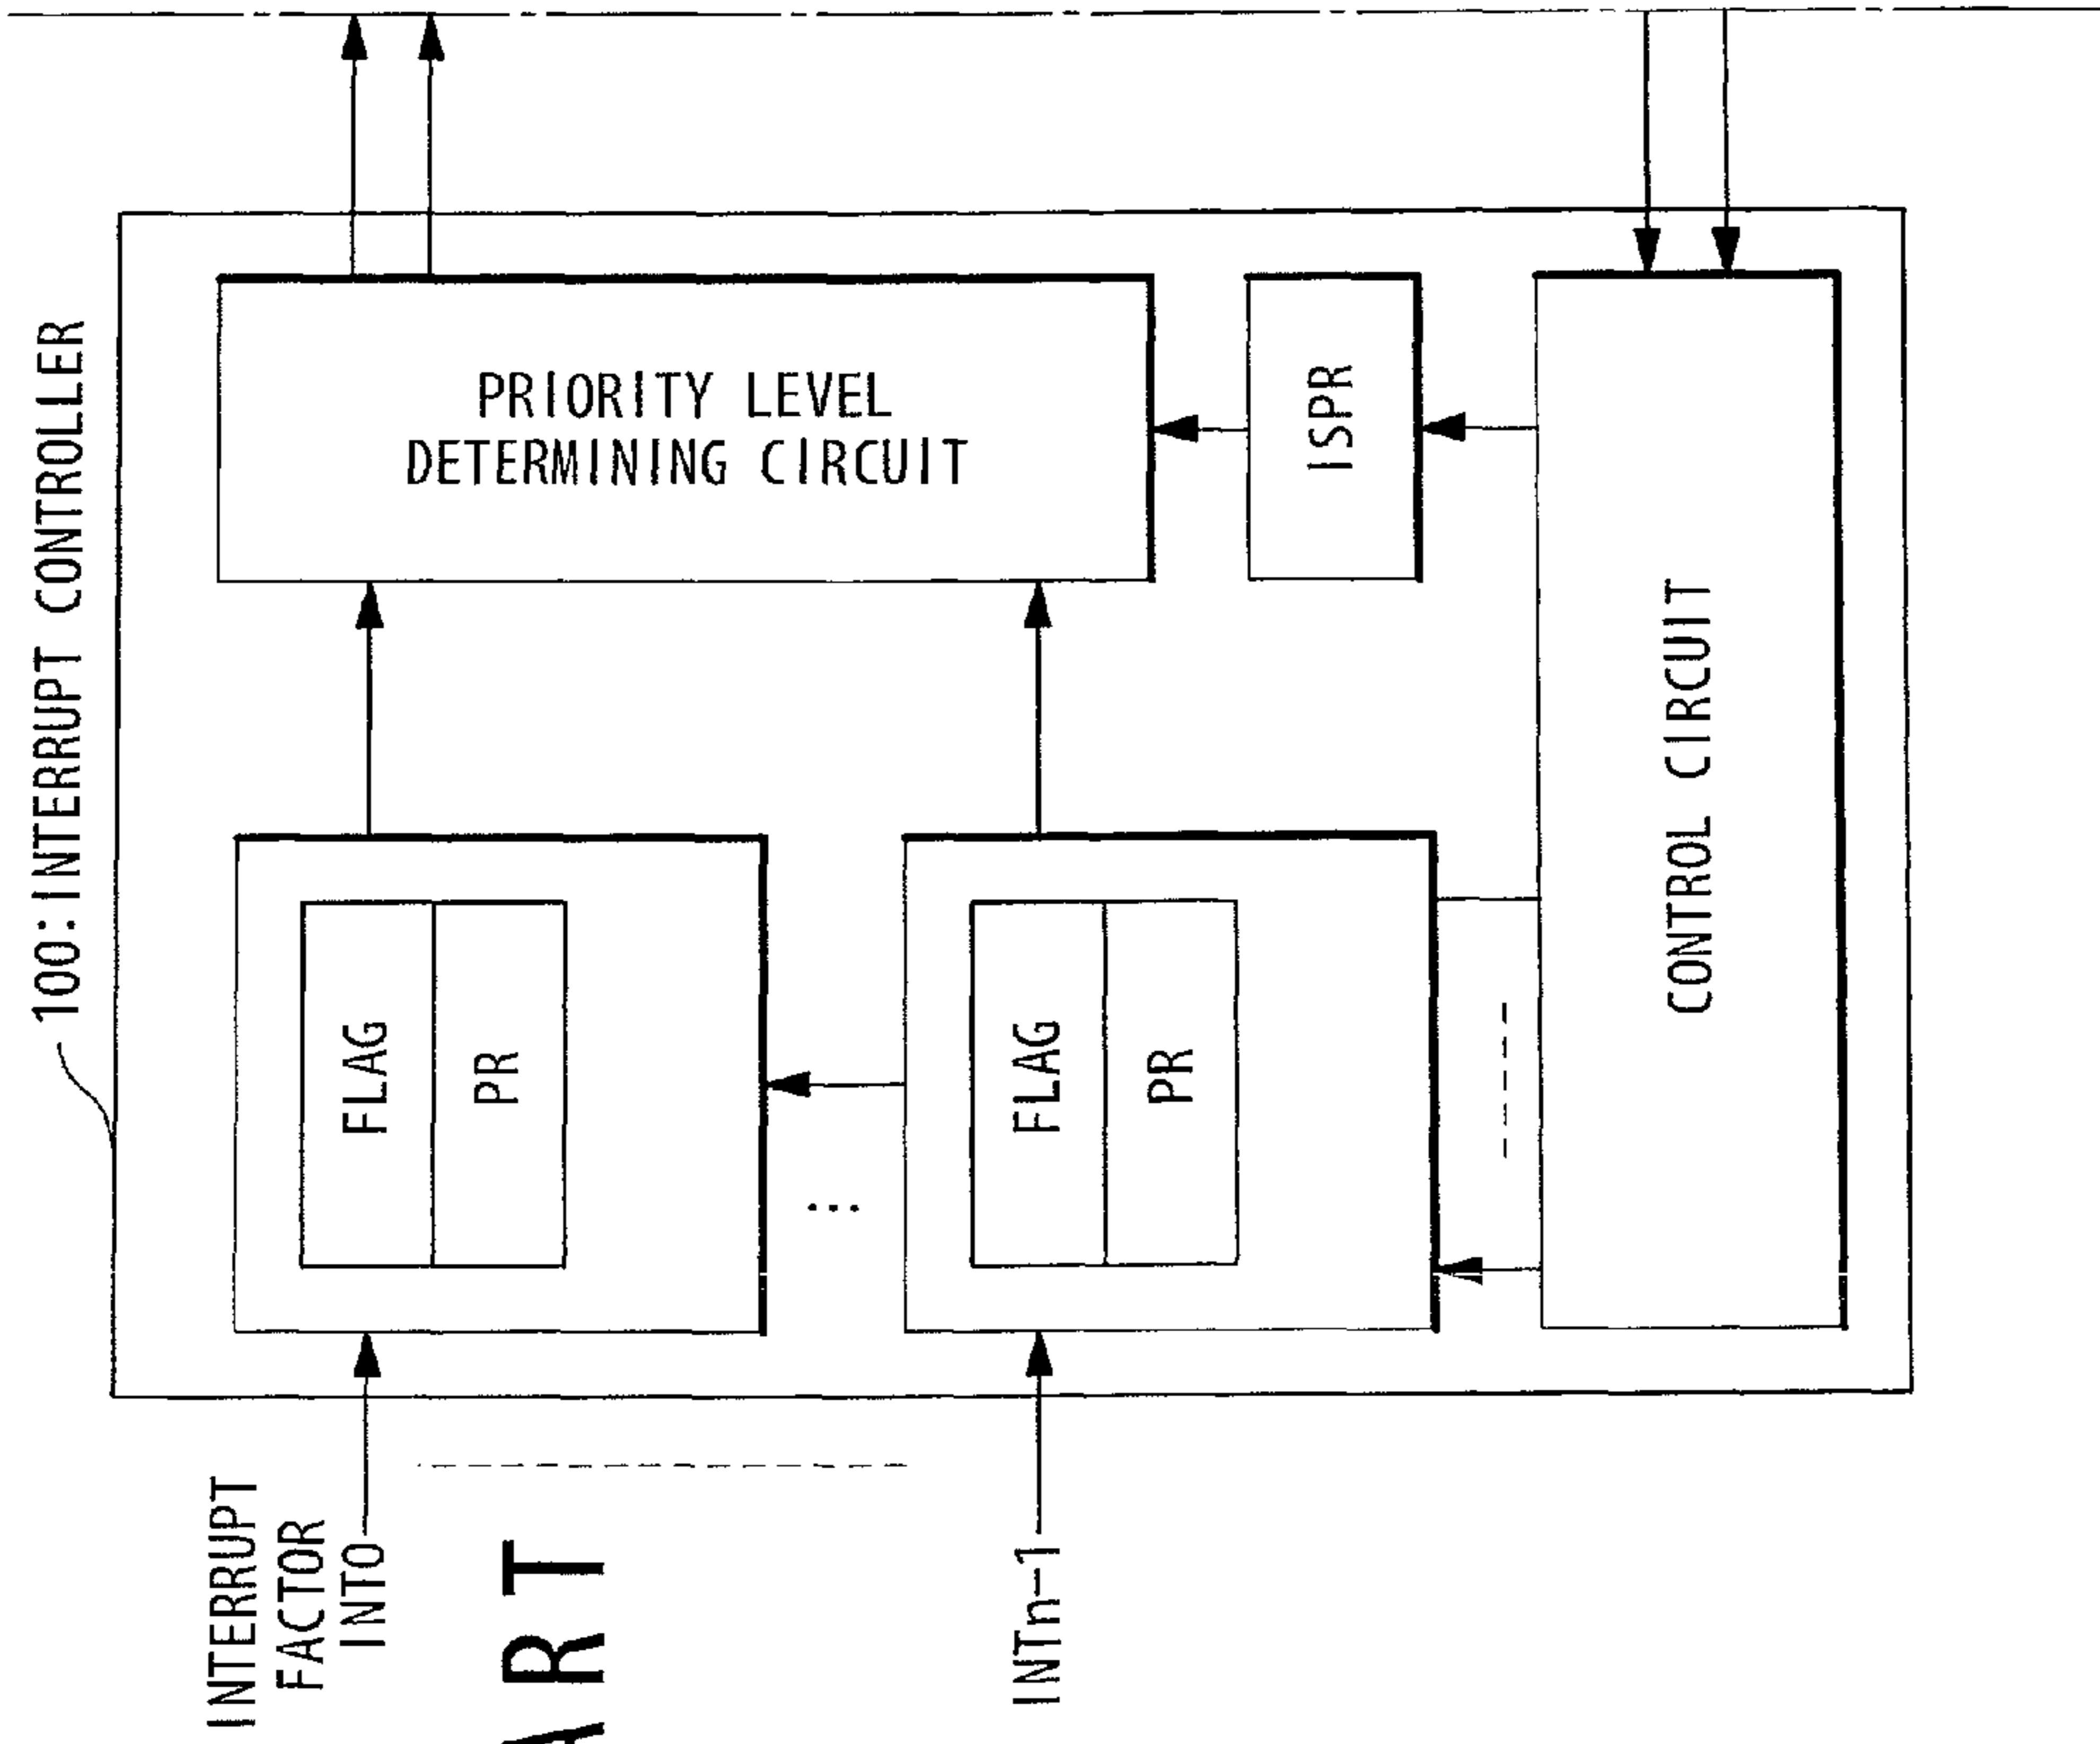 100:INTERRUPT CONTROLLER
INTERRUPT
FACTOR
INT0
FLAG
PR
PRIORITY LEVEL
DETERMINING CIRCUIT
INTn-1
FLAG
PR
ISPR
CONTROL CIRCUIT
ART